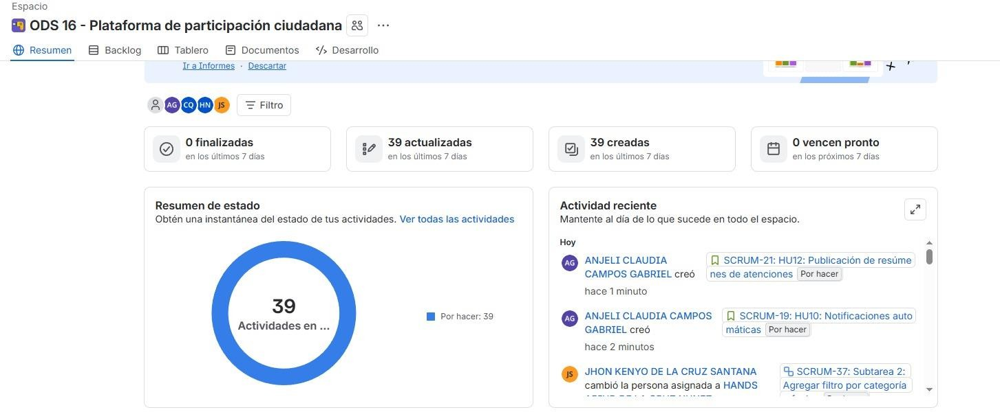 Espacio
ODS 16 - Plataforma de participación ciudadana
Resumen Backlog Tablero Documentos Desarrollo
Ir a Informes · Descartar
AG CQ HN JS Filtro
0 finalizadas
en los últimos 7 días
39 actualizadas
en los últimos 7 días
39 creadas
en los últimos 7 días
0 vencen pronto
en los próximos 7 días
Resumen de estado
Obtén una instantánea del estado de tus actividades. Ver todas las actividades
39
Actividades en ...
Por hacer: 39
Actividad reciente
Mantente al día de lo que sucede en todo el espacio.
Hoy
AG
ANJELI CLAUDIA
CAMPOS GABRIEL creó
SCRUM-21: HU12: Publicación de resúme
nes de atenciones Por hacer
hace 1 minuto
AG
ANJELI CLAUDIA CAMPOS
GABRIEL creó
SCRUM-19: HU10: Notificaciones auto
máticas Por hacer
hace 2 minutos
JS
JHON KENYO DE LA CRUZ SANTANA
cambió la persona asignada a HANDS
SCRUM-37: Subtarea 2:
Agregar filtro por categoría